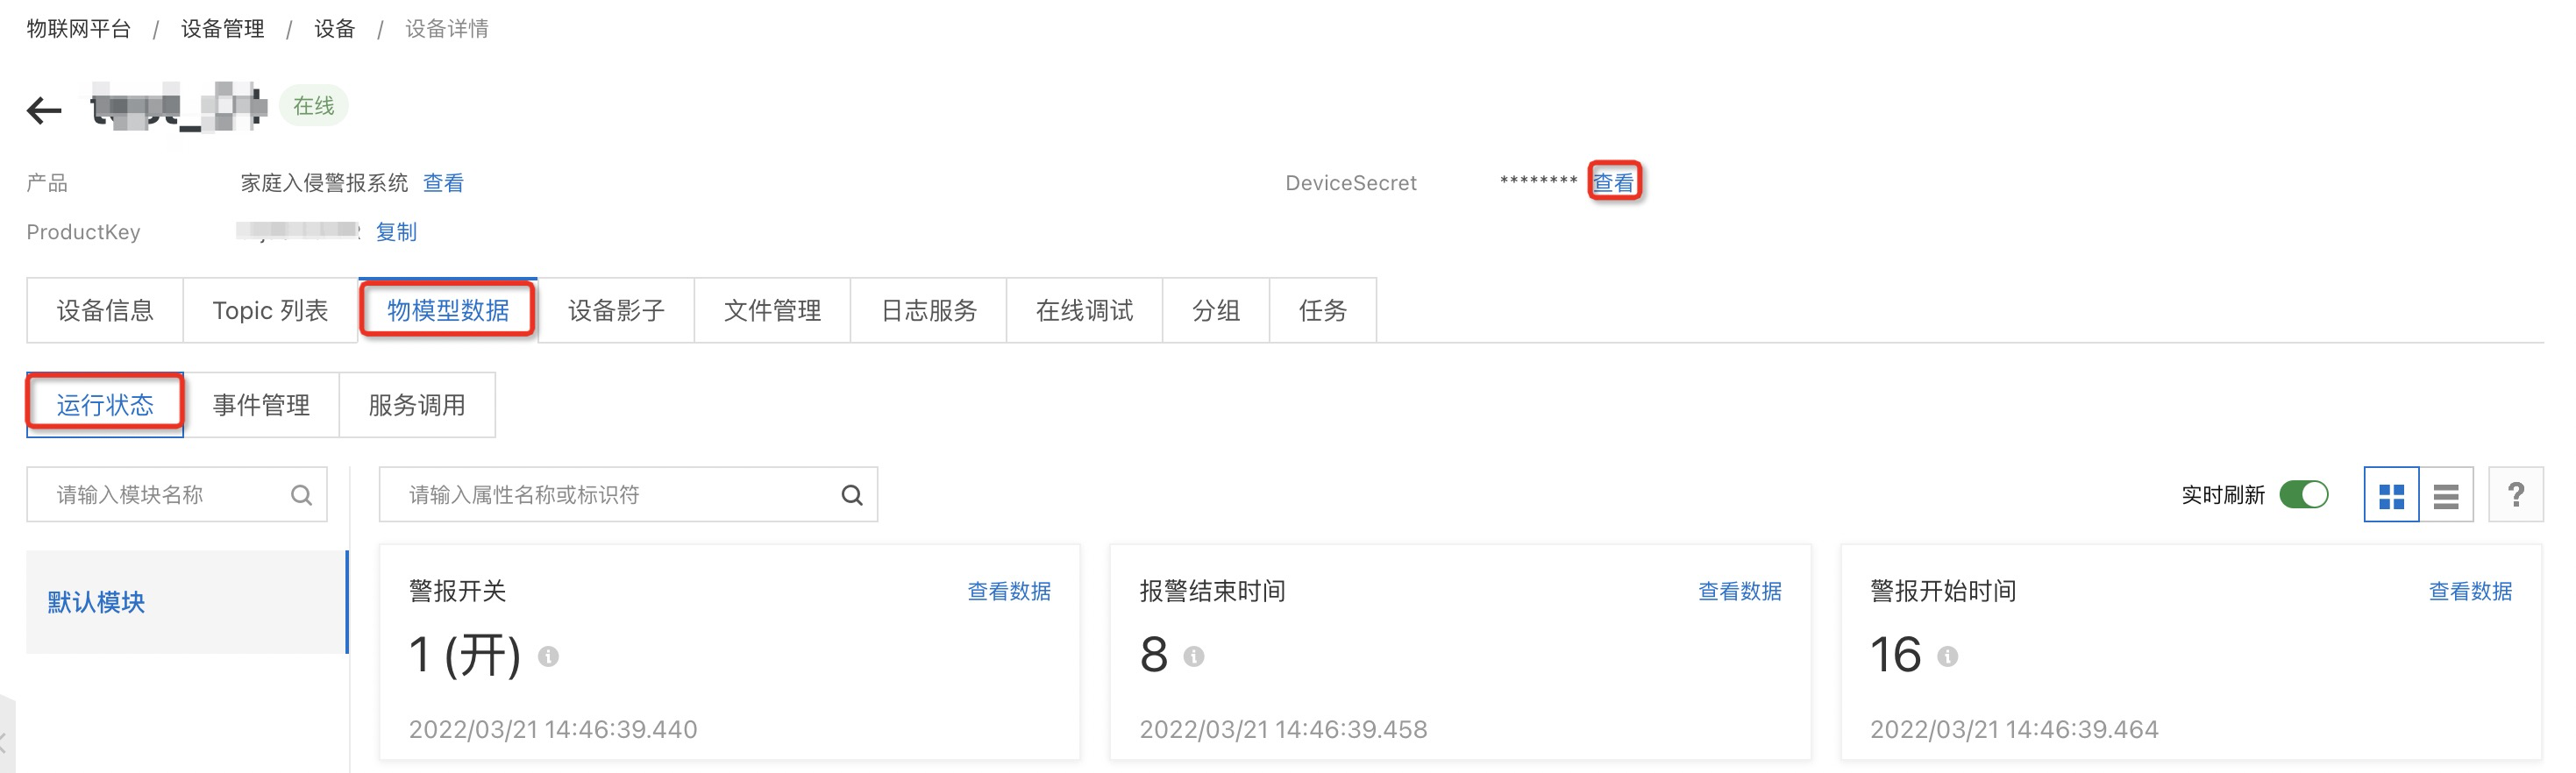 物联网平台 / 设备管理 / 设备 / 设备详情
在线
产品 家庭入侵警报系统 查看 DeviceSecret ******** 查看
ProductKey 复制
设备信息 Topic 列表 物模型数据 设备影子 文件管理 日志服务 在线调试 分组 任务
运行状态 事件管理 服务调用
请输入模块名称 请输入属性名称或标识符 实时刷新 ?
默认模块
警报开关 查看数据 报警结束时间 查看数据 警报开始时间 查看数据
1 (开) 8 16
2022/03/21 14:46:39.440 2022/03/21 14:46:39.458 2022/03/21 14:46:39.464